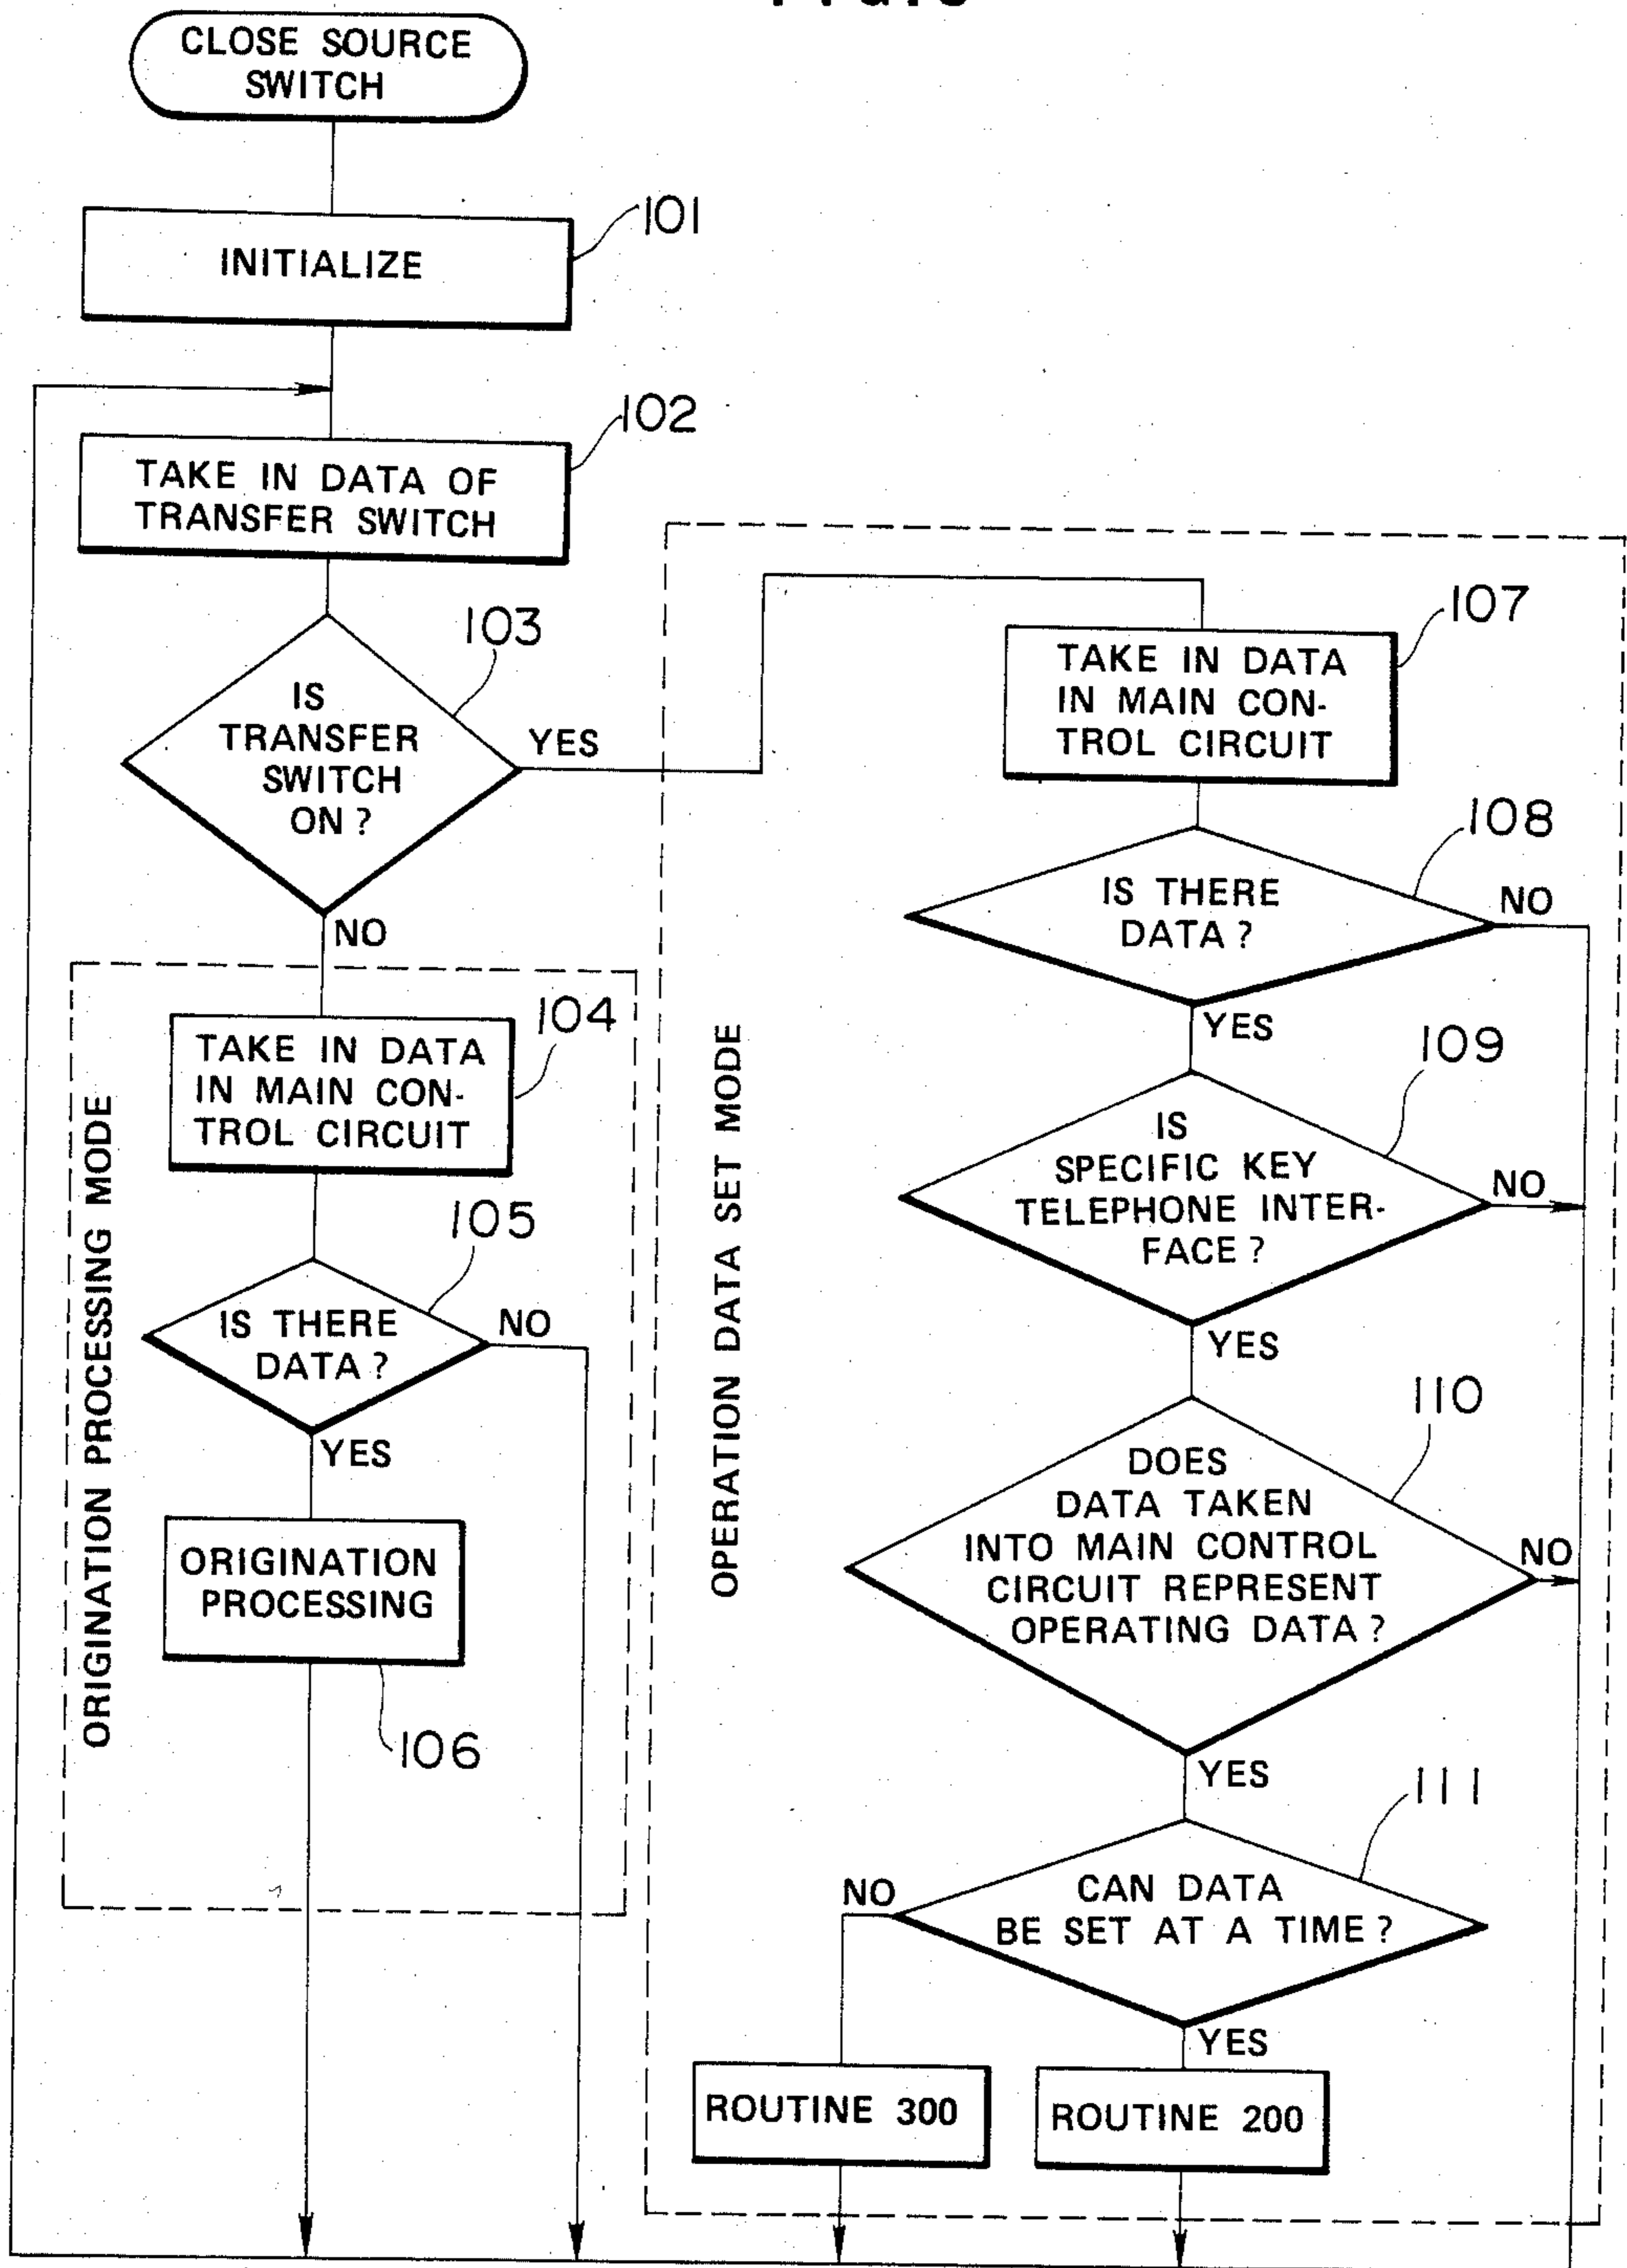 CLOSE SOURCE
SWITCH
INITIALIZE
101
TAKE IN DATA OF
TRANSFER SWITCH
102
IS
TRANSFER
SWITCH
ON ?
103
YES
NO
ORIGINATION PROCESSING MODE
TAKE IN DATA
IN MAIN CON-
TROL CIRCUIT
104
IS THERE
DATA ?
105
NO
YES
ORIGINATION
PROCESSING
106
OPERATION DATA SET MODE
TAKE IN DATA
IN MAIN CON-
TROL CIRCUIT
107
IS THERE
DATA ?
108
NO
YES
IS
SPECIFIC KEY
TELEPHONE INTER-
FACE ?
109
NO
YES
DOES
DATA TAKEN
INTO MAIN CONTROL
CIRCUIT REPRESENT
OPERATING DATA ?
110
NO
YES
CAN DATA
BE SET AT A TIME ?
111
NO
YES
ROUTINE 300
ROUTINE 200